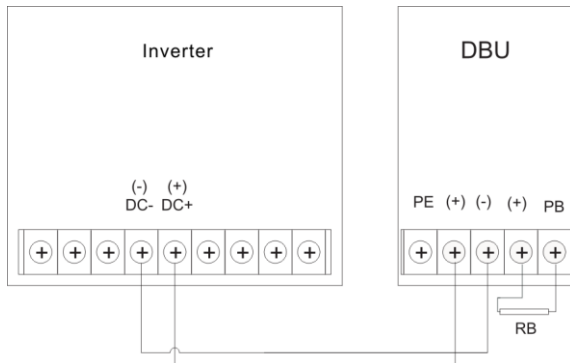 Inverter
DBU
(-) (+)
DC- DC+
PE (+) (-) (+) PB
RB